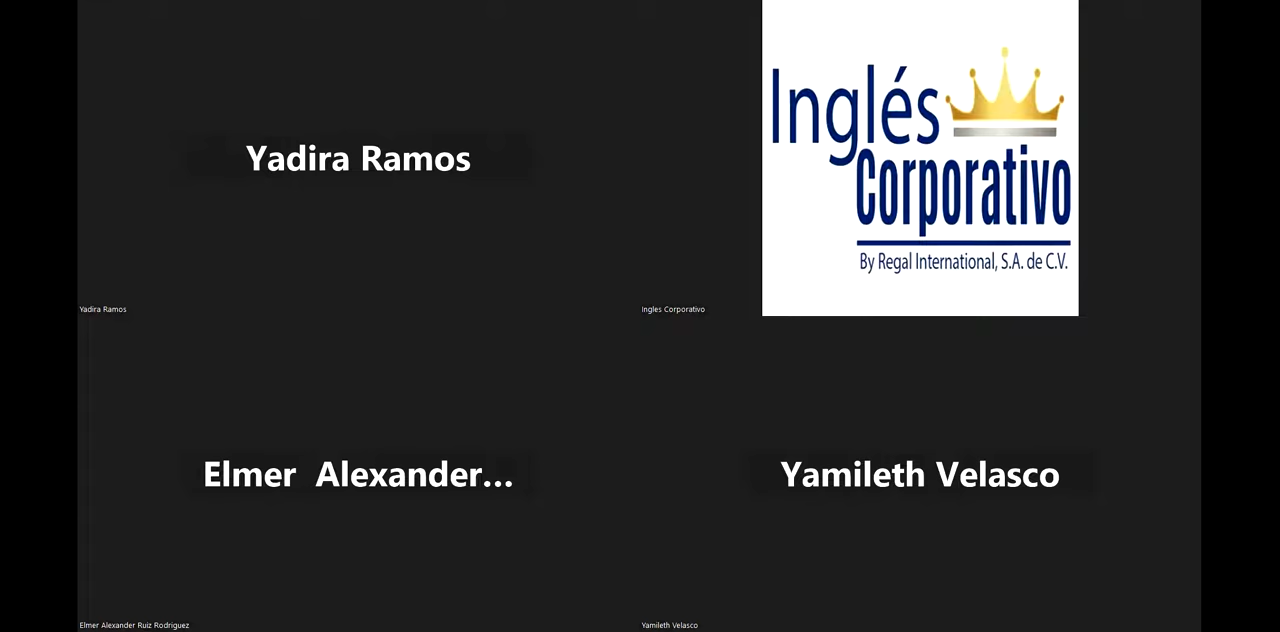 Yadira Ramos
Yadira Ramos
Inglés
Corporativo
By Regal International, S.A. de C.V.
Ingles Corporativo
Elmer  Alexander...
Elmer Alexander Ruiz Rodriguez
Yamileth Velasco
Yamileth Velasco